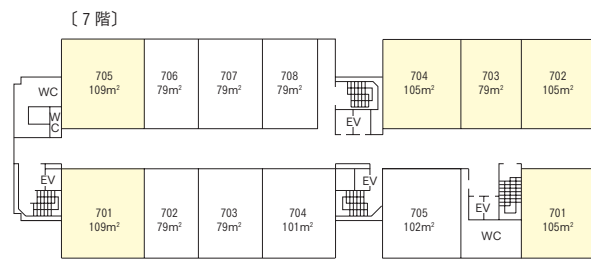 〔７階〕
705
109m²
706
79m²
707
79m²
708
79m²
704
105m²
703
79m²
702
105m²
WC
WC
EV
EV
EV
EV
701
109m²
702
79m²
703
79m²
704
101m²
705
102m²
WC
701
105m²